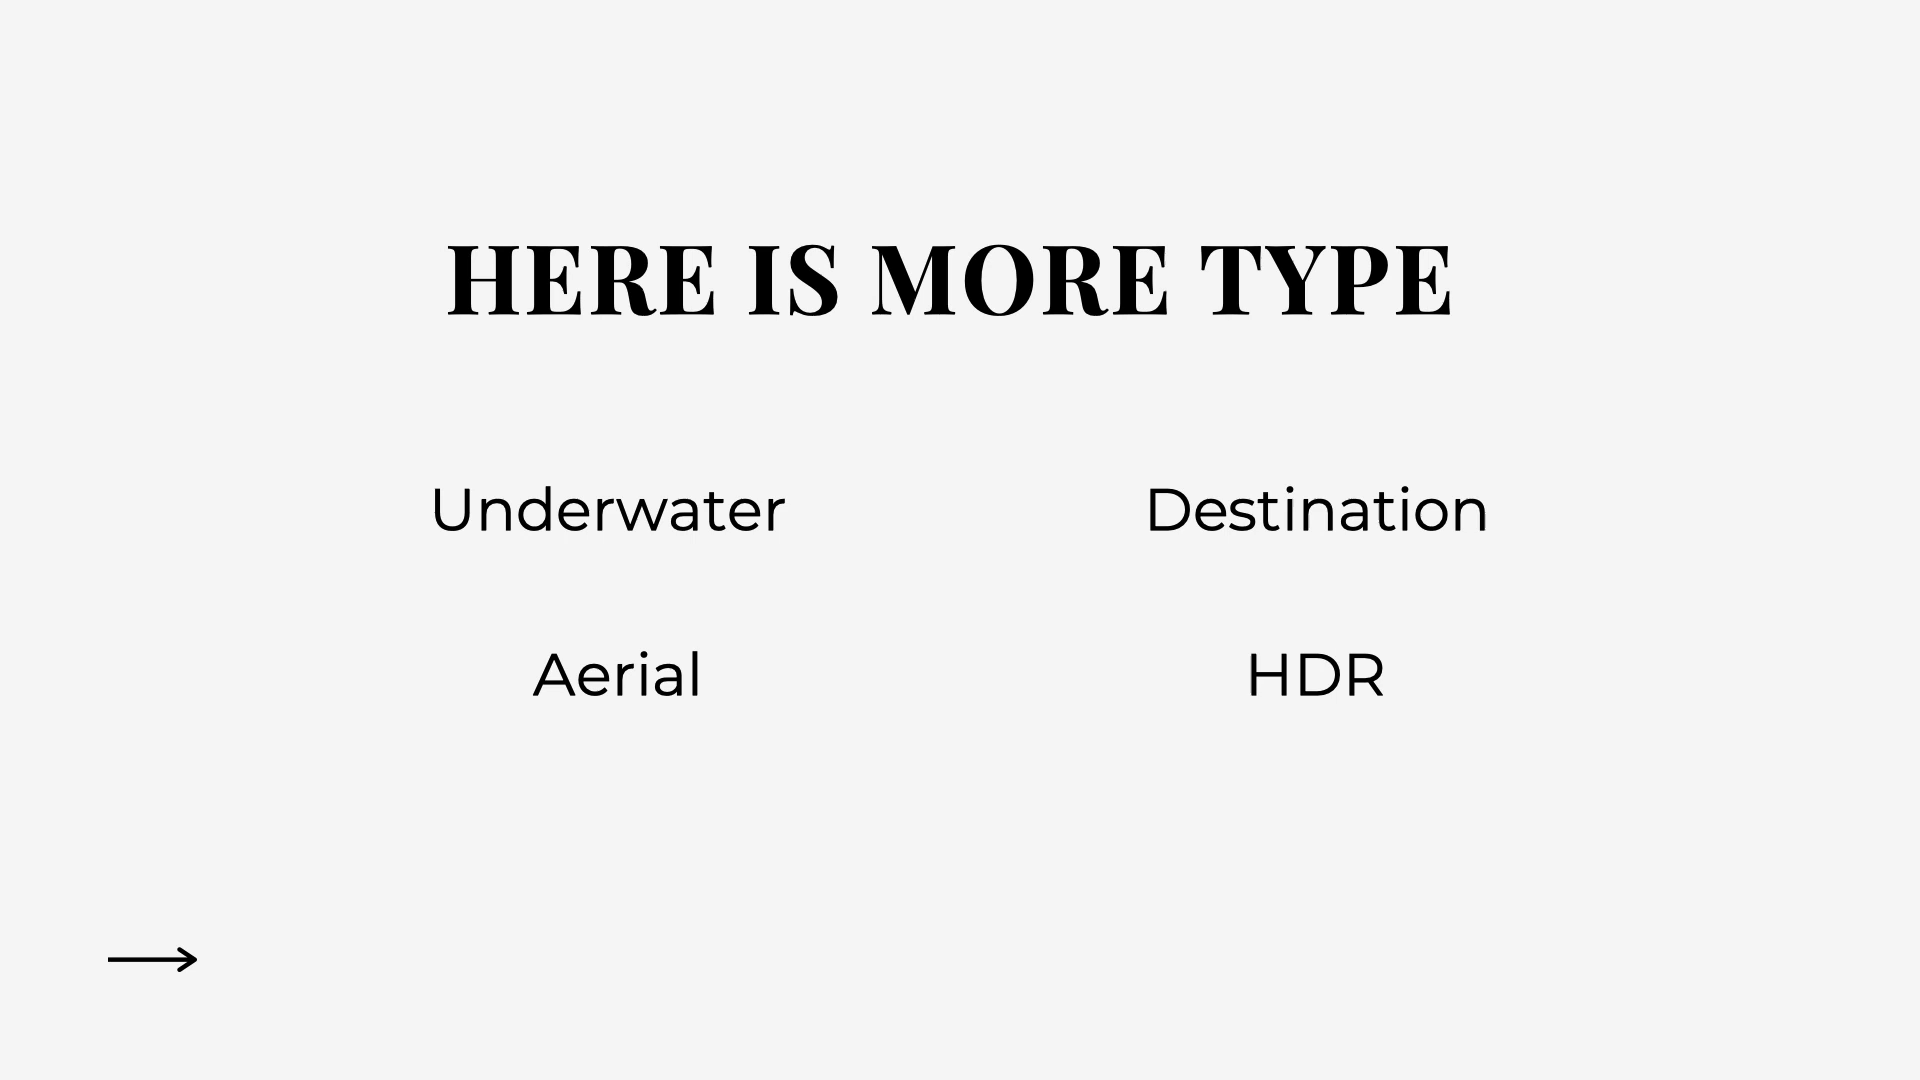 HERE IS MORE TYPE
Underwater
Destination
Aerial
HDR